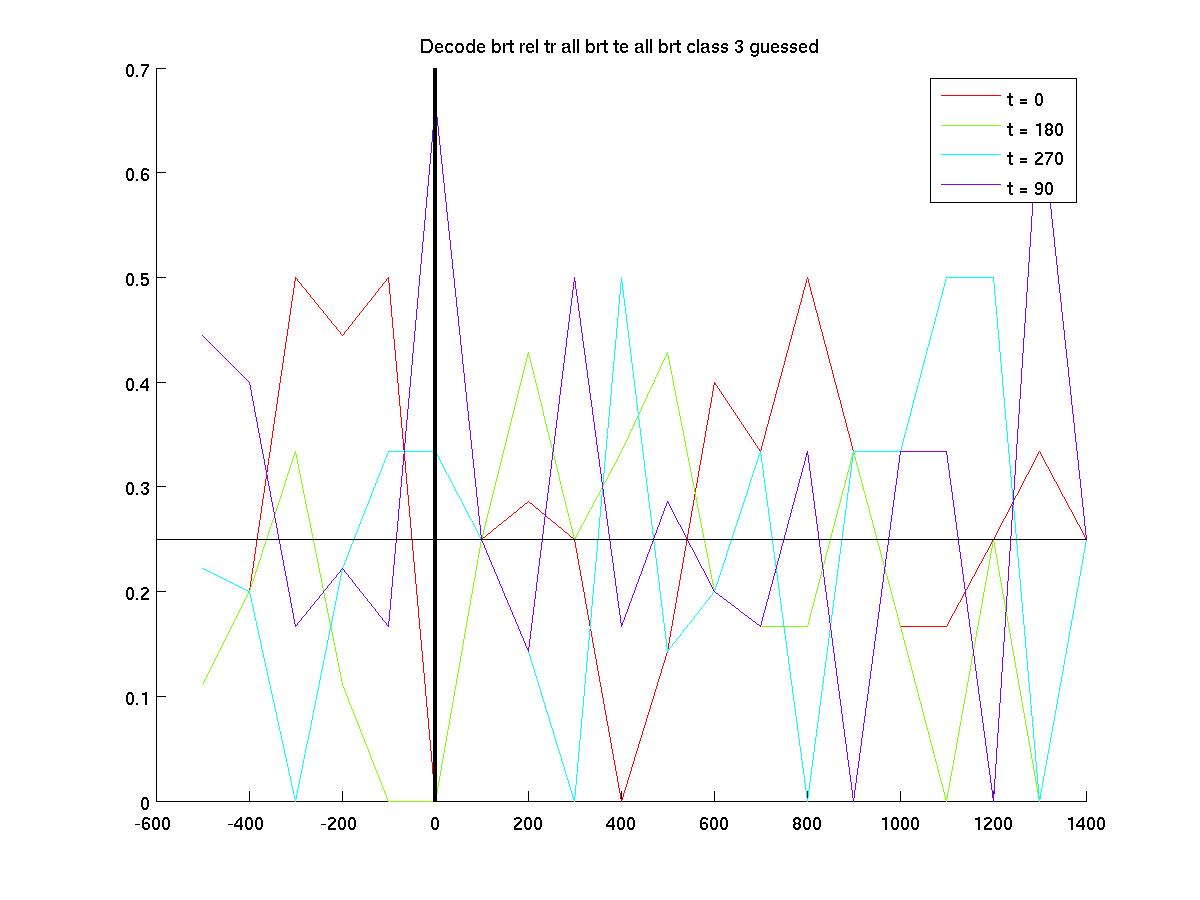 Decode brt rel tr all brt te all brt class 3 guessed
0.7
t = 0
t = 180
t = 270
t = 90
0.6
0.5
0.4
0.3
0.2
0.1
0
-600 -400 -200 0 200 400 600 800 1000 1200 1400